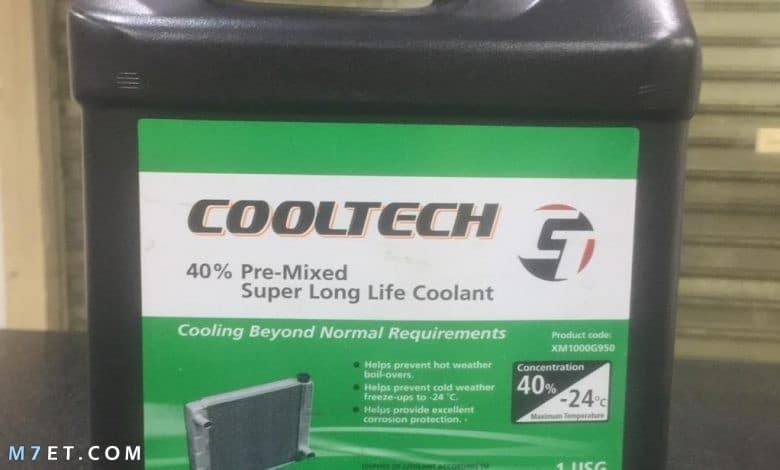 COOLTECH
ST
40% Pre-Mixed
Super Long Life Coolant
Cooling Beyond Normal Requirements
Product code:
XM1000G950
Helps prevent hot weather
boil-overs.
Helps prevent cold weather
freeze-ups to -24 °C.
Helps provide excellent
corrosion protection.
Concentration
40%
-24°C
Maximum Temperature
1 USG
M7ET.COM